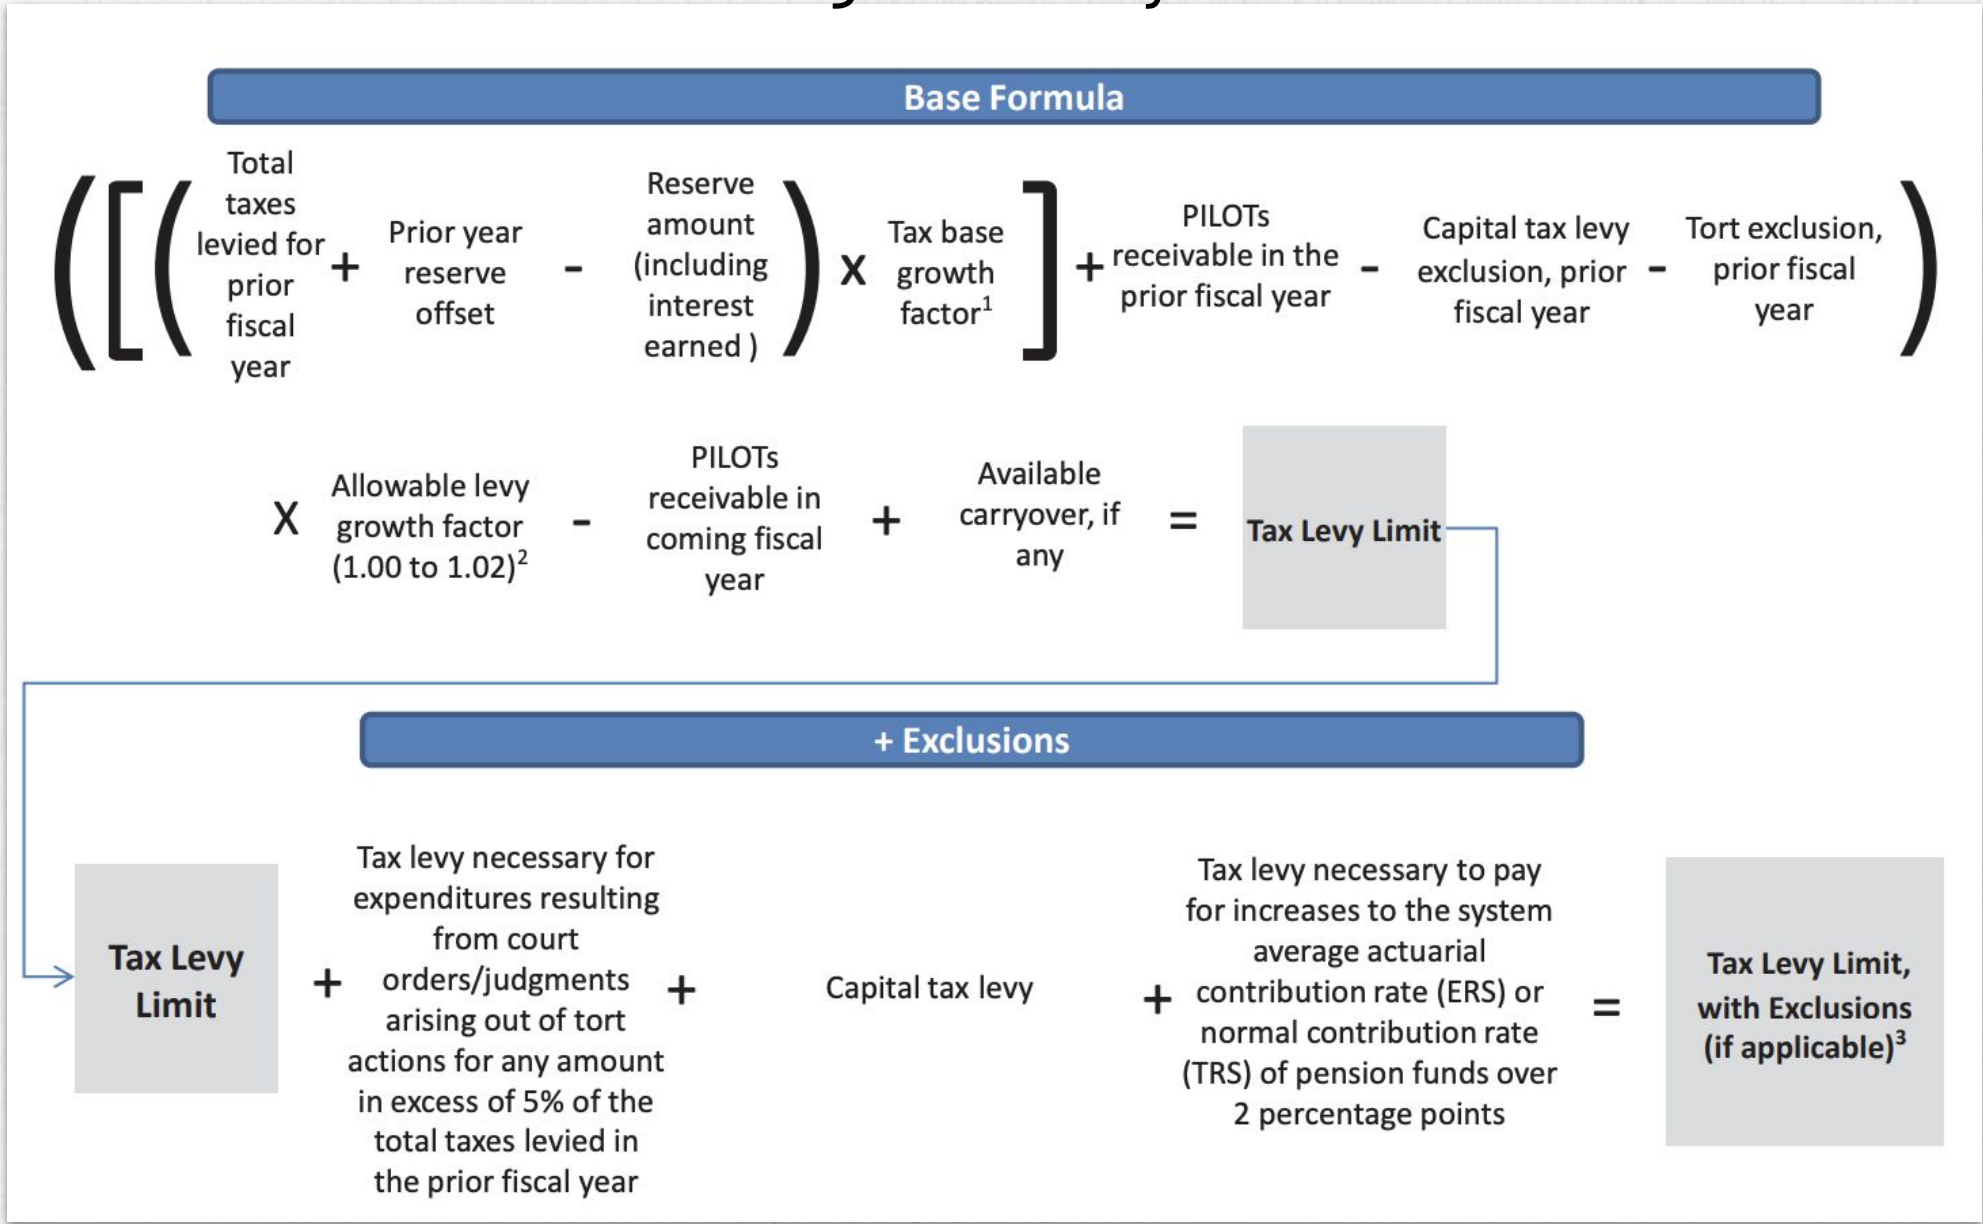 Base Formula
( [ (
Total
taxes
levied for
prior
fiscal
year
+
Prior year
reserve
offset
-
Reserve
amount
(including
interest
earned )
)
X
Tax base
growth
factor¹
]
+
PILOTs
receivable in the
prior fiscal year
-
Capital tax levy
exclusion, prior
fiscal year
-
Tort exclusion,
prior fiscal
year
)
X
Allowable levy
growth factor
(1.00 to 1.02)²
-
PILOTs
receivable in
coming fiscal
year
+
Available
carryover, if
any
=
Tax Levy Limit
+ Exclusions
Tax Levy
Limit
+
Tax levy necessary for
expenditures resulting
from court
orders/judgments
arising out of tort
actions for any amount
in excess of 5% of the
total taxes levied in
the prior fiscal year
+
Capital tax levy
+
Tax levy necessary to pay
for increases to the system
average actuarial
contribution rate (ERS) or
normal contribution rate
(TRS) of pension funds over
2 percentage points
=
Tax Levy Limit,
with Exclusions
(if applicable)³